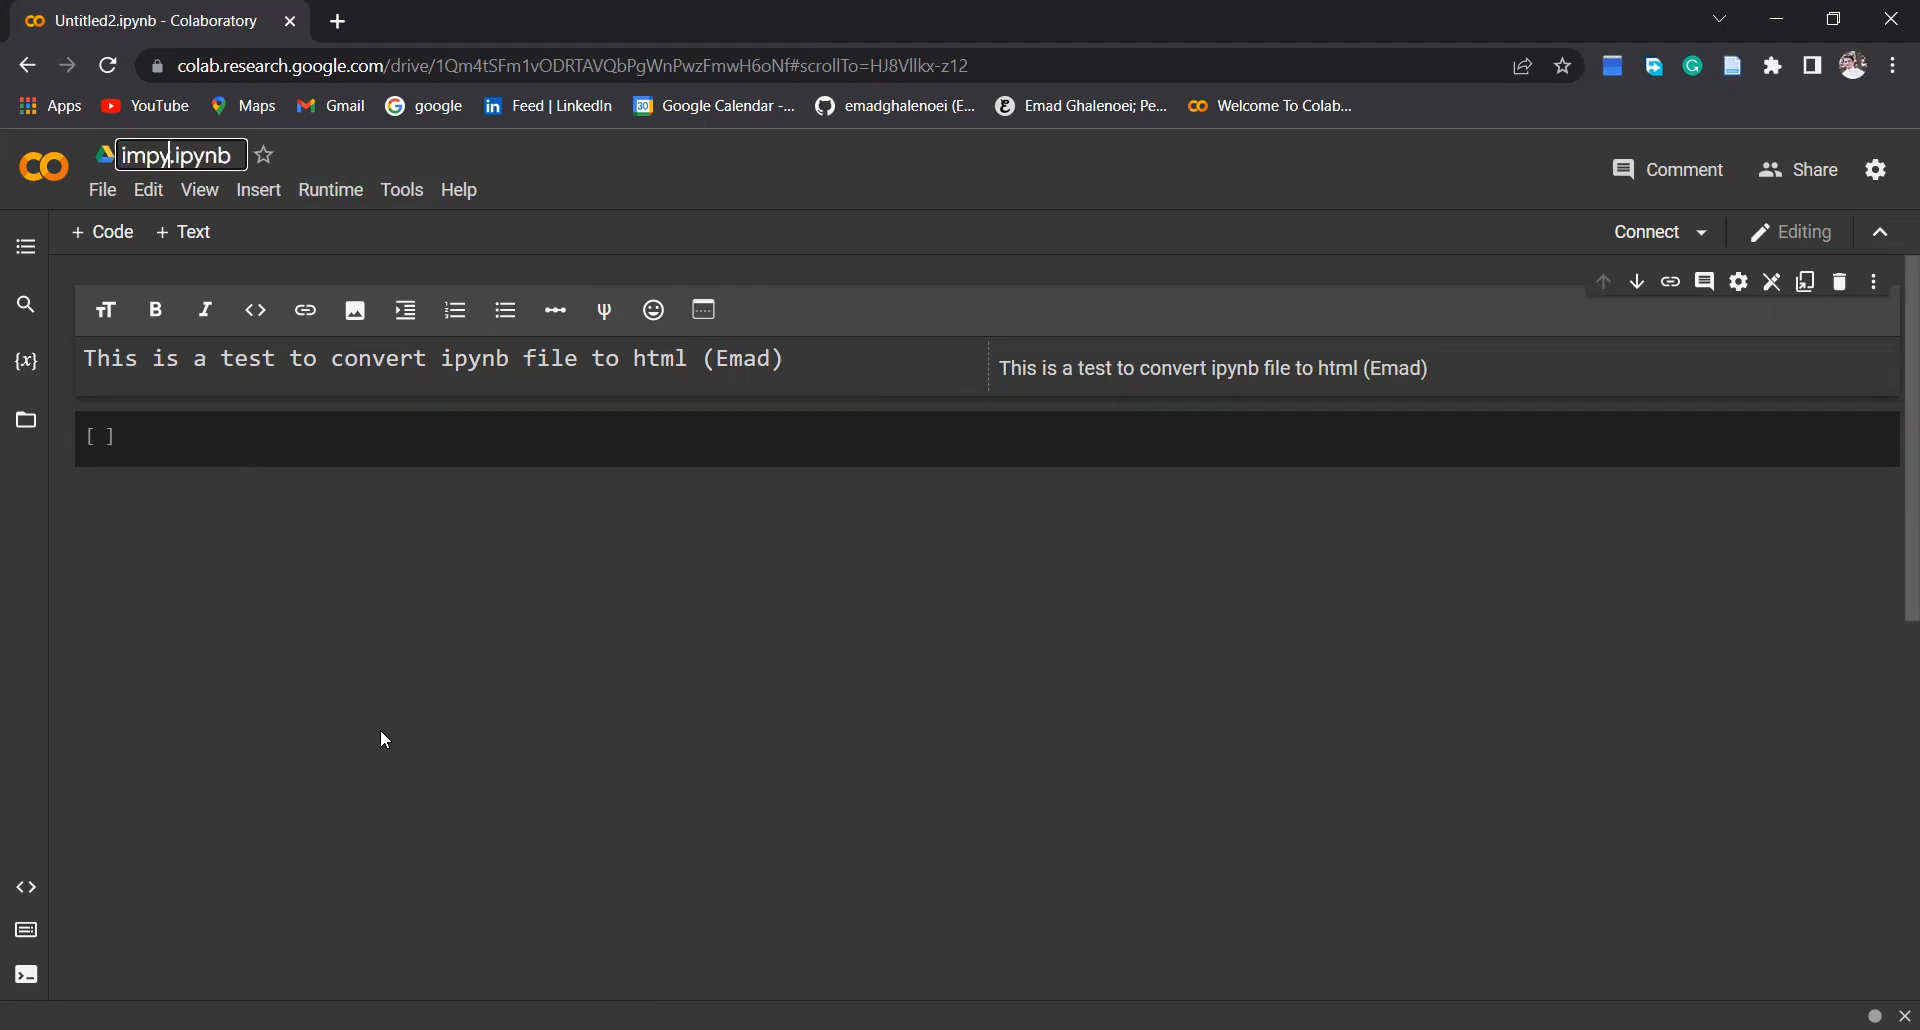 Untitled2.ipynb - Colaboratory
colab.research.google.com/drive/1Qm4tSFm1vODRTAVQbPgWnPwzFmwH6oNf#scrollTo=HJ8VIlkx-z12
Apps YouTube Maps Gmail google Feed | LinkedIn Google Calendar -... emadghalenoei (E... Emad Ghalenoei; Pe... Welcome To Colab...
impy.ipynb
Comment Share
File Edit View Insert Runtime Tools Help
+ Code + Text Connect Editing
This is a test to convert ipynb file to html (Emad)
This is a test to convert ipynb file to html (Emad)
{x}
[ ]